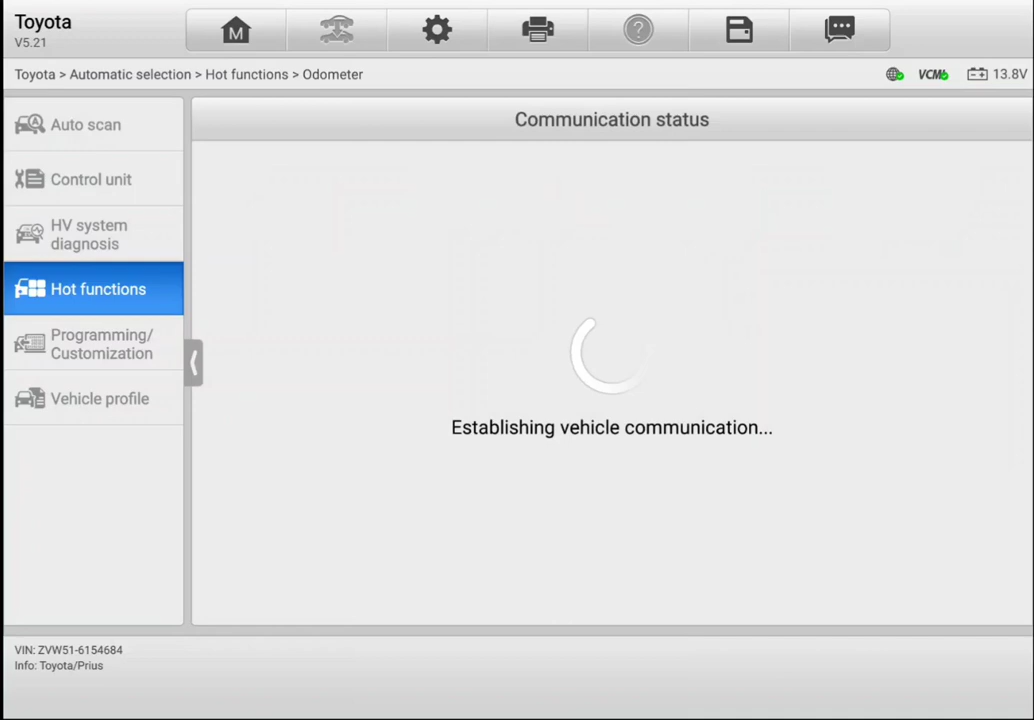 Toyota
V5.21
M
?
Toyota > Automatic selection > Hot functions > Odometer
VCMI
13.8V
Auto scan
Control unit
HV system
diagnosis
Hot functions
Programming/
Customization
Vehicle profile
Communication status
Establishing vehicle communication...
VIN: ZVW51-6154684
Info: Toyota/Prius